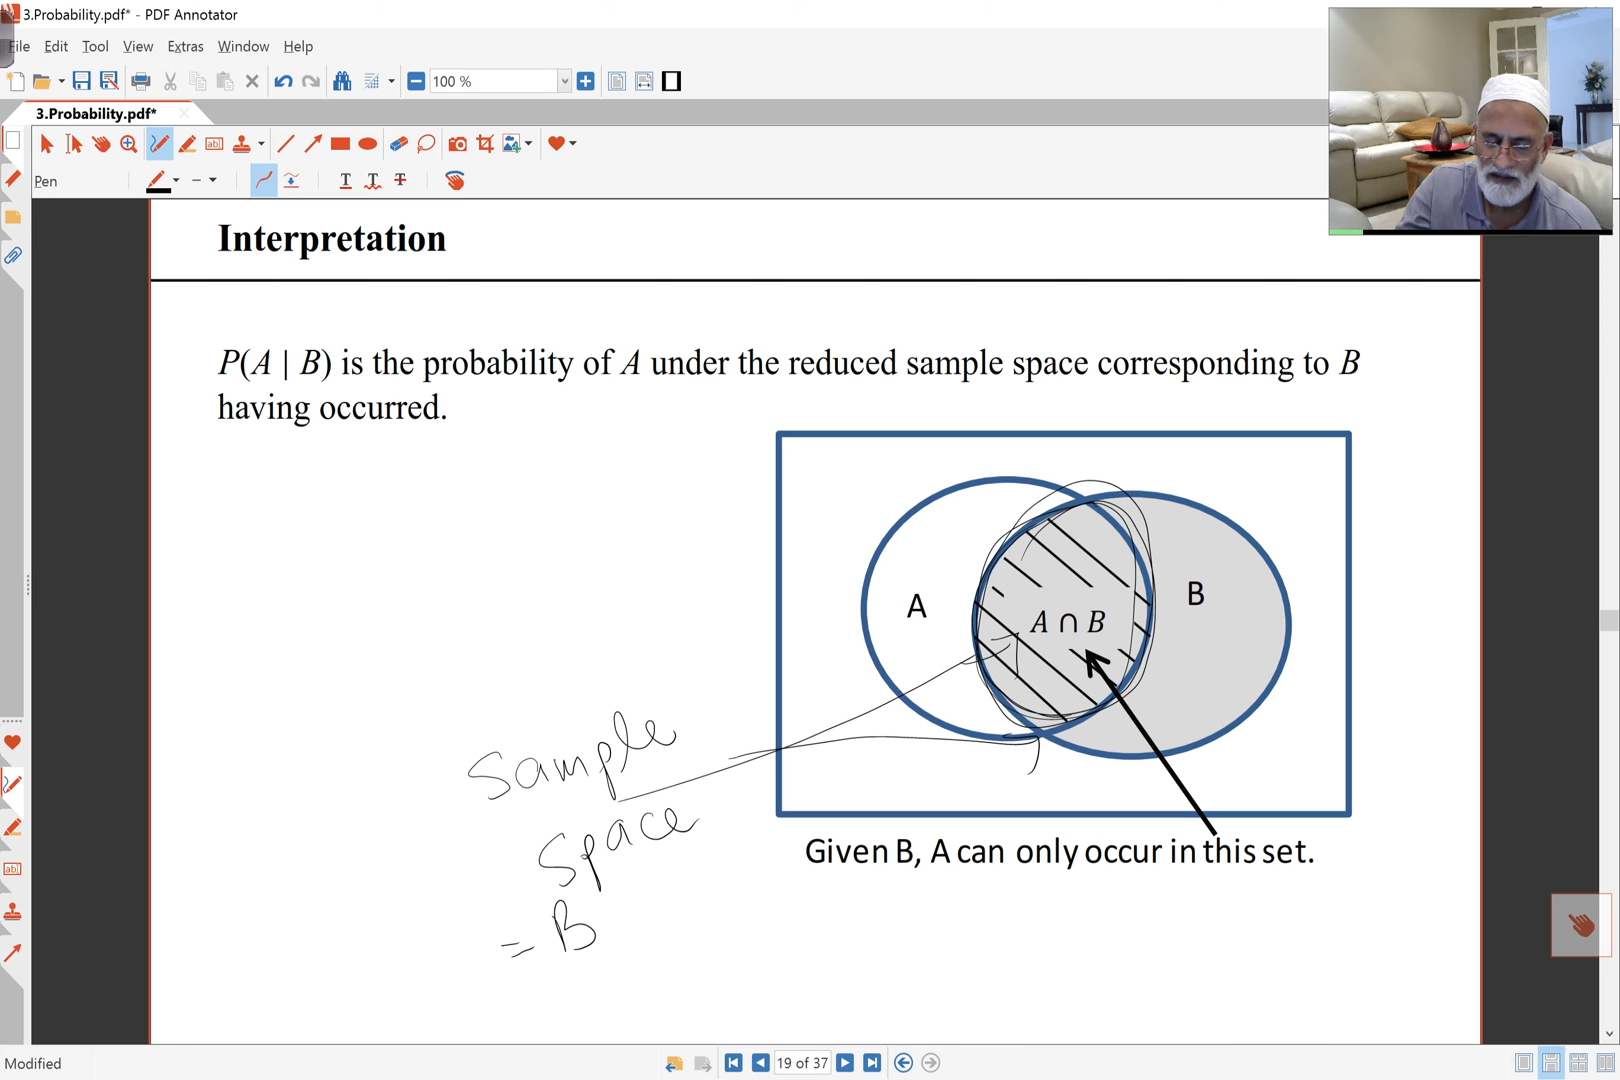 3.Probability.pdf* - PDF Annotator
File Edit Tool View Extras Window Help
100 %
3.Probability.pdf*
Pen
Interpretation
P(A | B) is the probability of A under the reduced sample space corresponding to B
having occurred.
A
B
A ∩ B
Sample
Space
= B
Given B, A can only occur in this set.
Modified
19 of 37